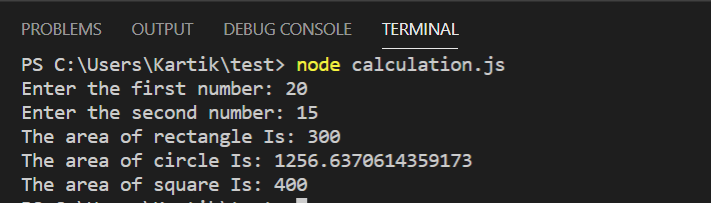 PROBLEMS OUTPUT DEBUG CONSOLE TERMINAL
PS C:\Users\Kartik\test> node calculation.js
Enter the first number: 20
Enter the second number: 15
The area of rectangle Is: 300
The area of circle Is: 1256.6370614359173
The area of square Is: 400